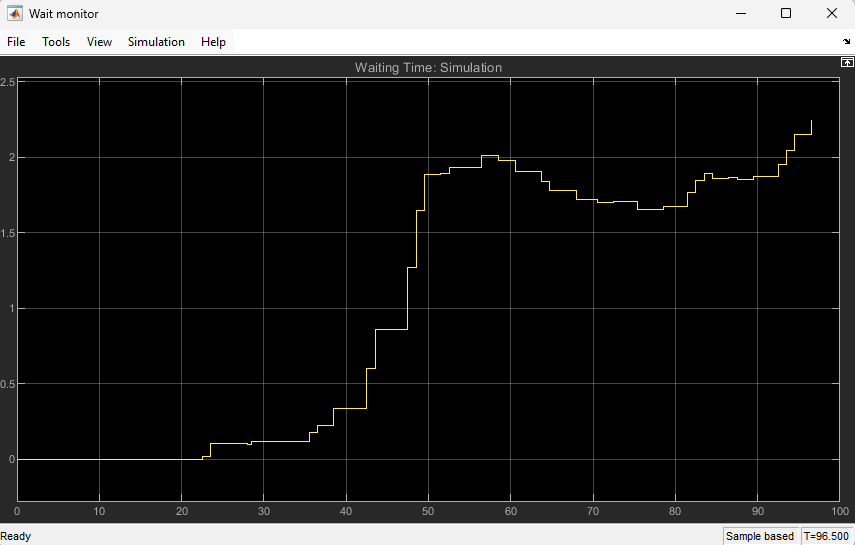 Wait monitor
File Tools View Simulation Help
Waiting Time: Simulation
2.5
2
1.5
1
0.5
0
0 10 20 30 40 50 60 70 80 90 100
Ready Sample based T=96.500